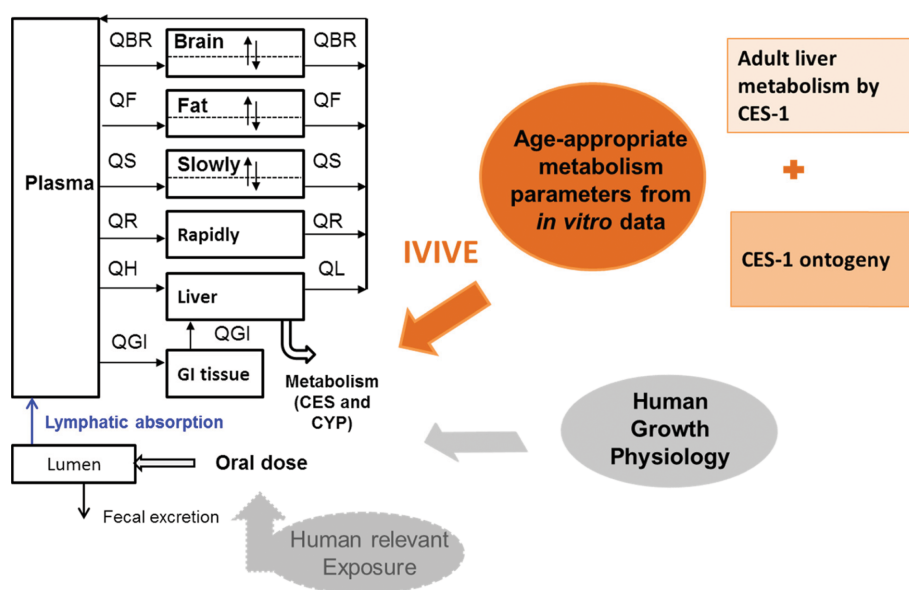 QBR
Brain
QBR
QF
Fat
QF
QS
Slowly
QS
Plasma
QR
Rapidly
QR
QH
Liver
QL
QGI
QGI
GI tissue
Metabolism
(CES and
CYP)
Lymphatic absorption
Lumen
Oral dose
Fecal excretion
Human relevant
Exposure
IVIVE
Age-appropriate
metabolism
parameters from
in vitro data
Adult liver
metabolism by
CES-1
+
CES-1 ontogeny
Human
Growth
Physiology